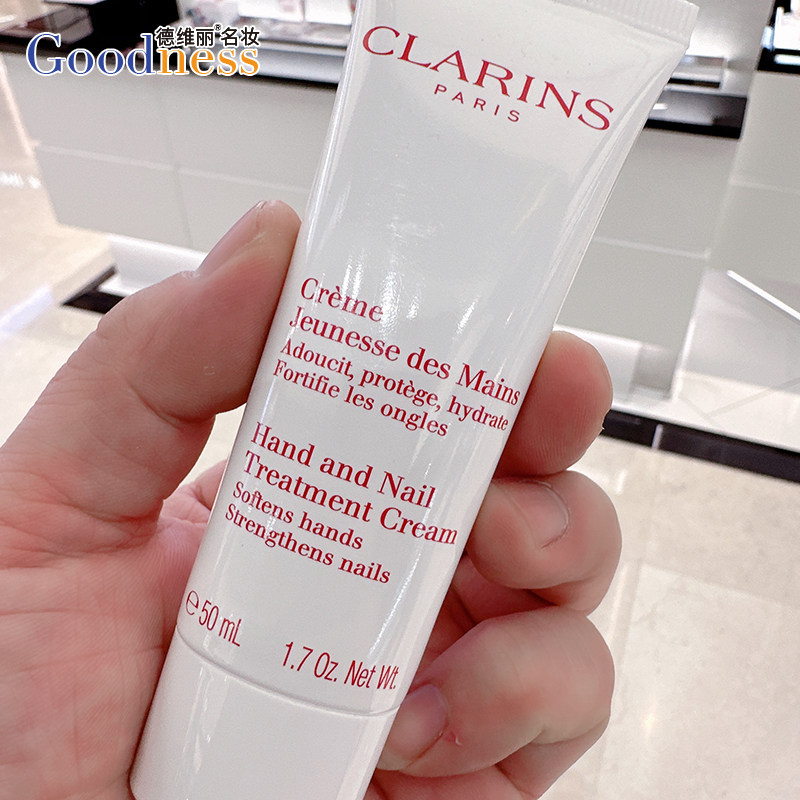 德维丽®名妆
Goodness
CLARINS
PARIS
Crème
Jeunesse des Mains
Adoucit, protège, hydrate
Fortifie les ongles
Hand and Nail
Treatment Cream
Softens hands
Strengthens nails
℮50 mL 1.7 Oz. Net Wt.